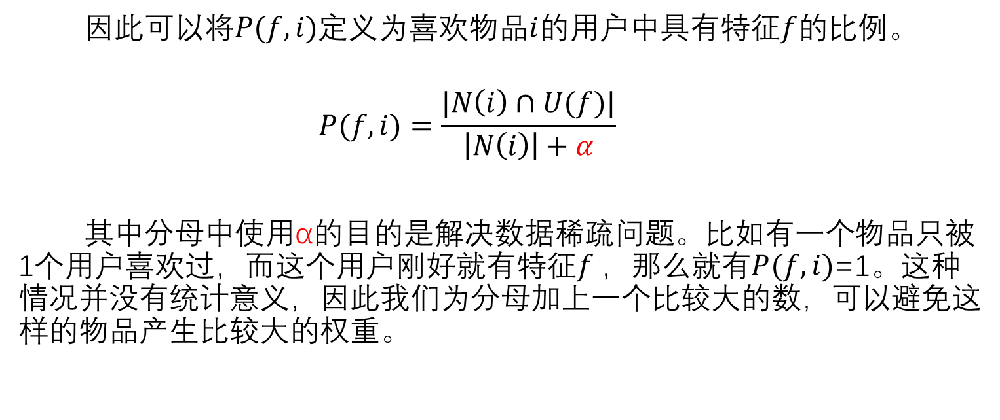 因此可以将P(f,i)定义为喜欢物品i的用户中具有特征f的比例。
P(f,i) = |N(i) ∩ U(f)| / (|N(i)| + α)
其中分母中使用α的目的是解决数据稀疏问题。比如有一个物品只被
1个用户喜欢过，而这个用户刚好就有特征f，那么就有P(f,i)=1。这种
情况并没有统计意义，因此我们为分母加上一个比较大的数，可以避免这
样的物品产生比较大的权重。